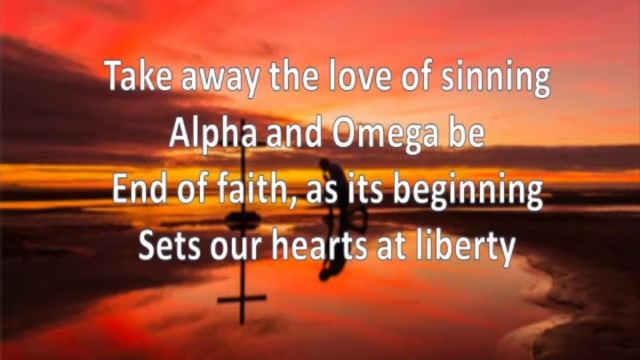 Take away the love of sinning
Alpha and Omega be
End of faith, as its beginning
Sets our hearts at liberty